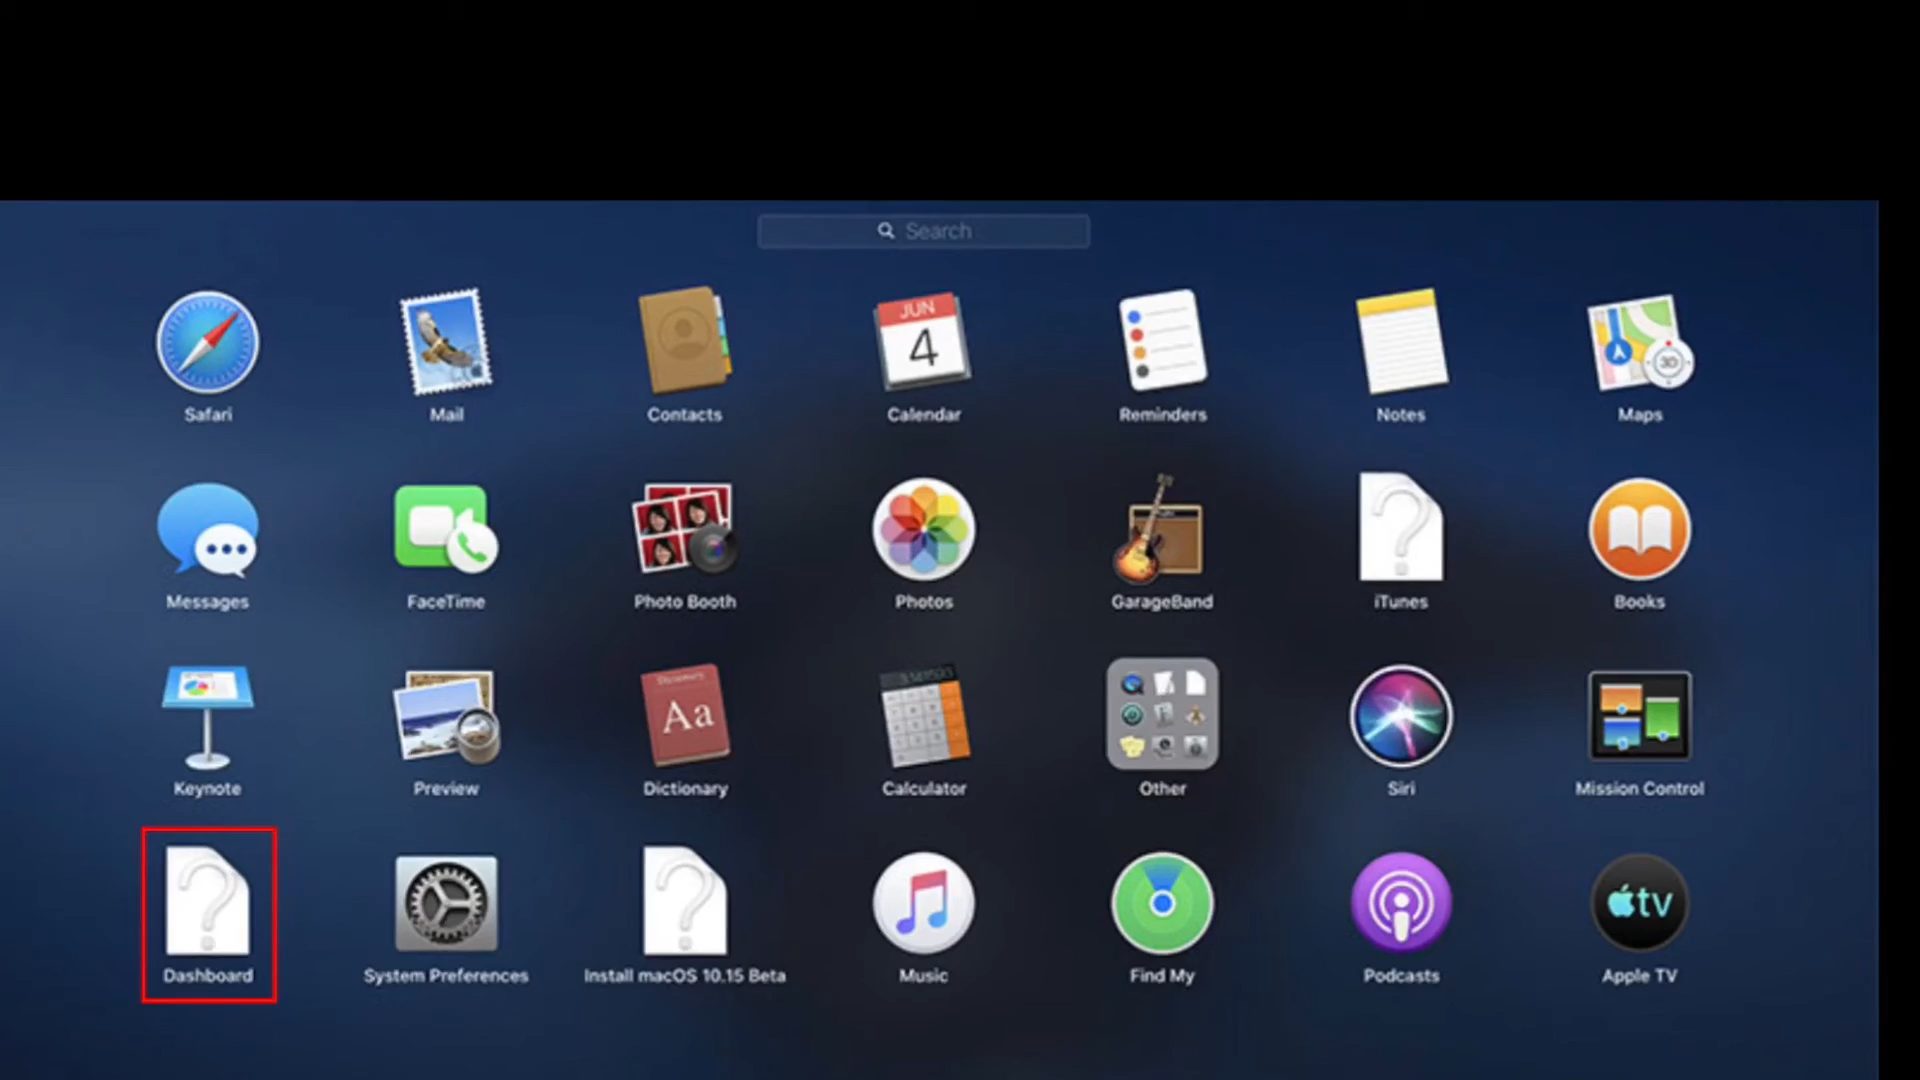 Search
JUN
4
3D
Safari
Mail
Contacts
Calendar
Reminders
Notes
Maps
Messages
FaceTime
Photo Booth
Photos
GarageBand
iTunes
Books
Dictionary
Aa
Keynote
Preview
Dictionary
Calculator
Other
Siri
Mission Control
tv
Dashboard
System Preferences
Install macOS 10.15 Beta
Music
Find My
Podcasts
Apple TV